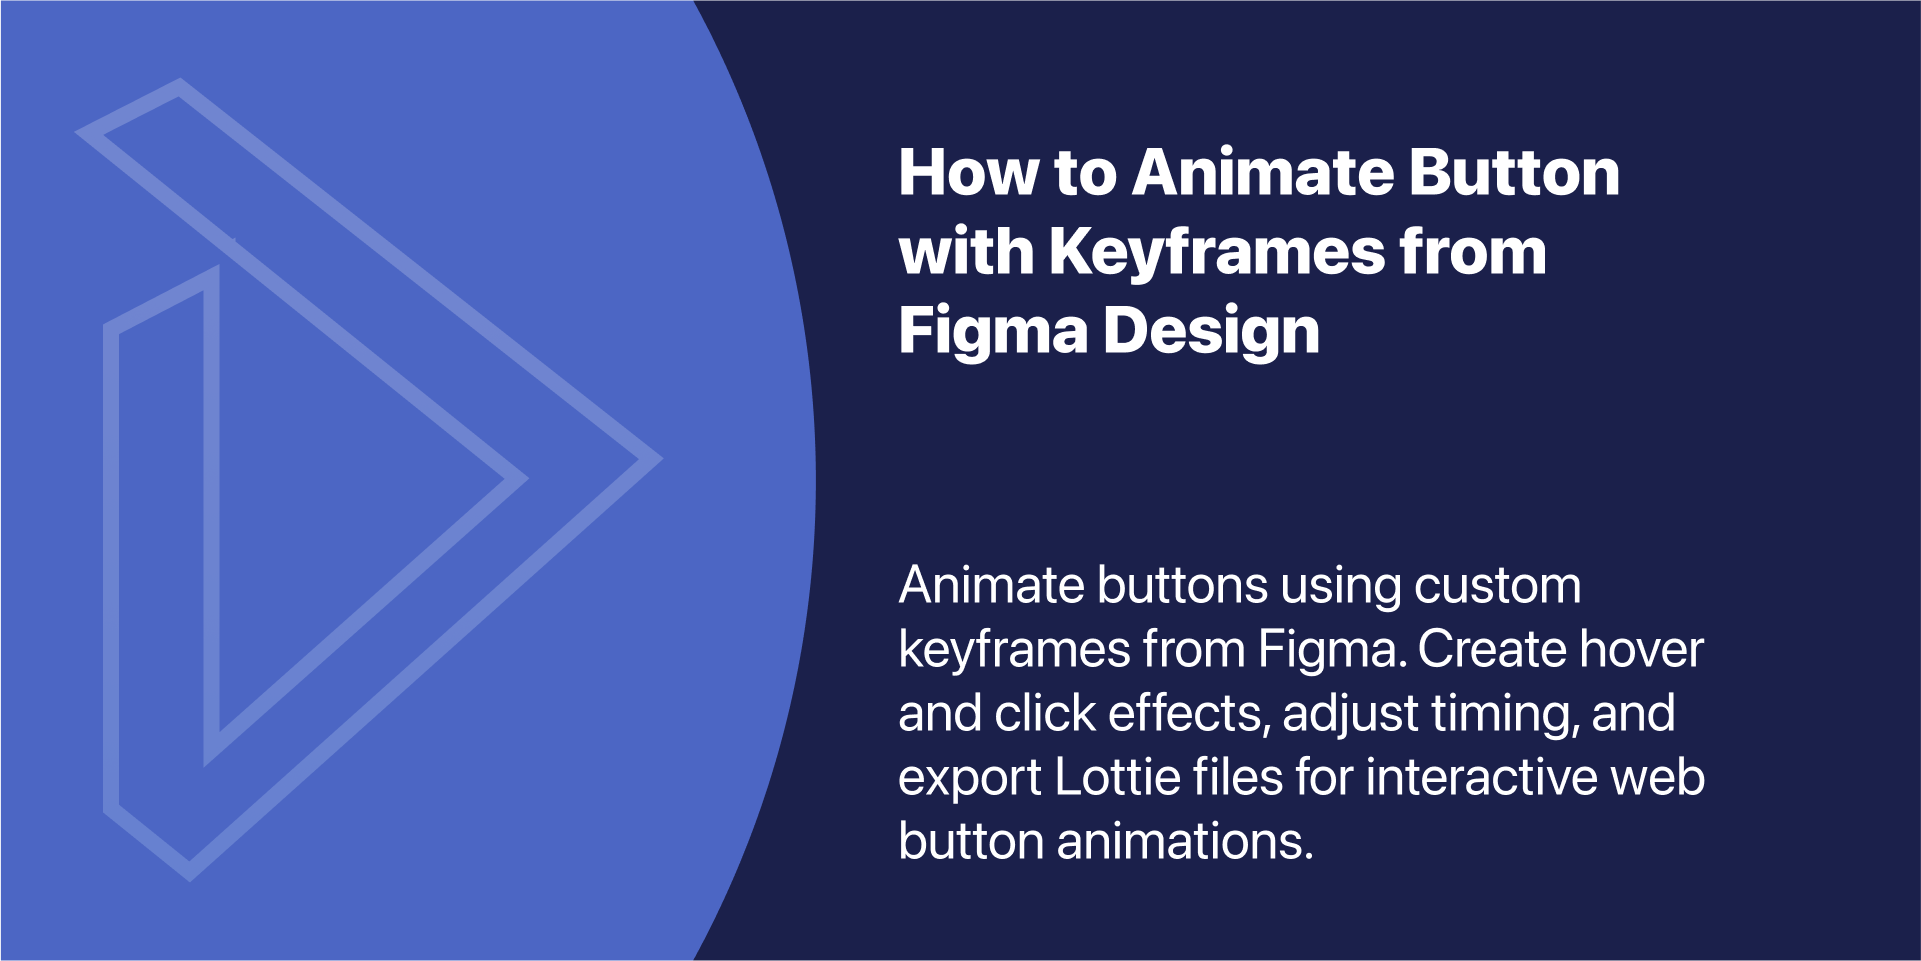 How to Animate Button
with Keyframes from
Figma Design
Animate buttons using custom
keyframes from Figma. Create hover
and click effects, adjust timing, and
export Lottie files for interactive web
button animations.